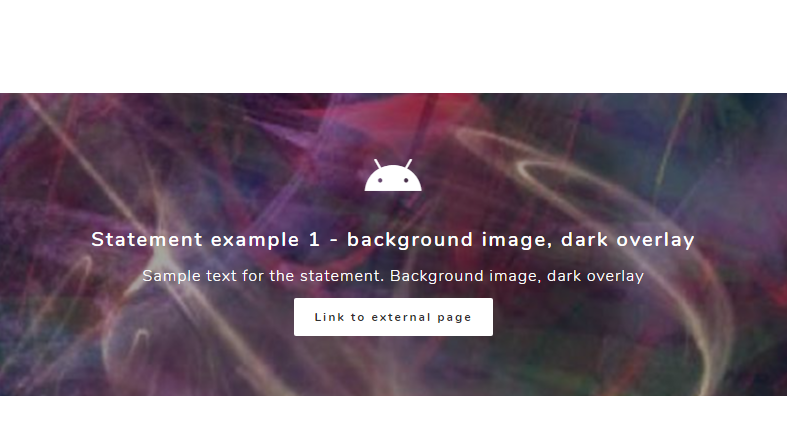 Statement example 1 - background image, dark overlay
Sample text for the statement. Background image, dark overlay
Link to external page